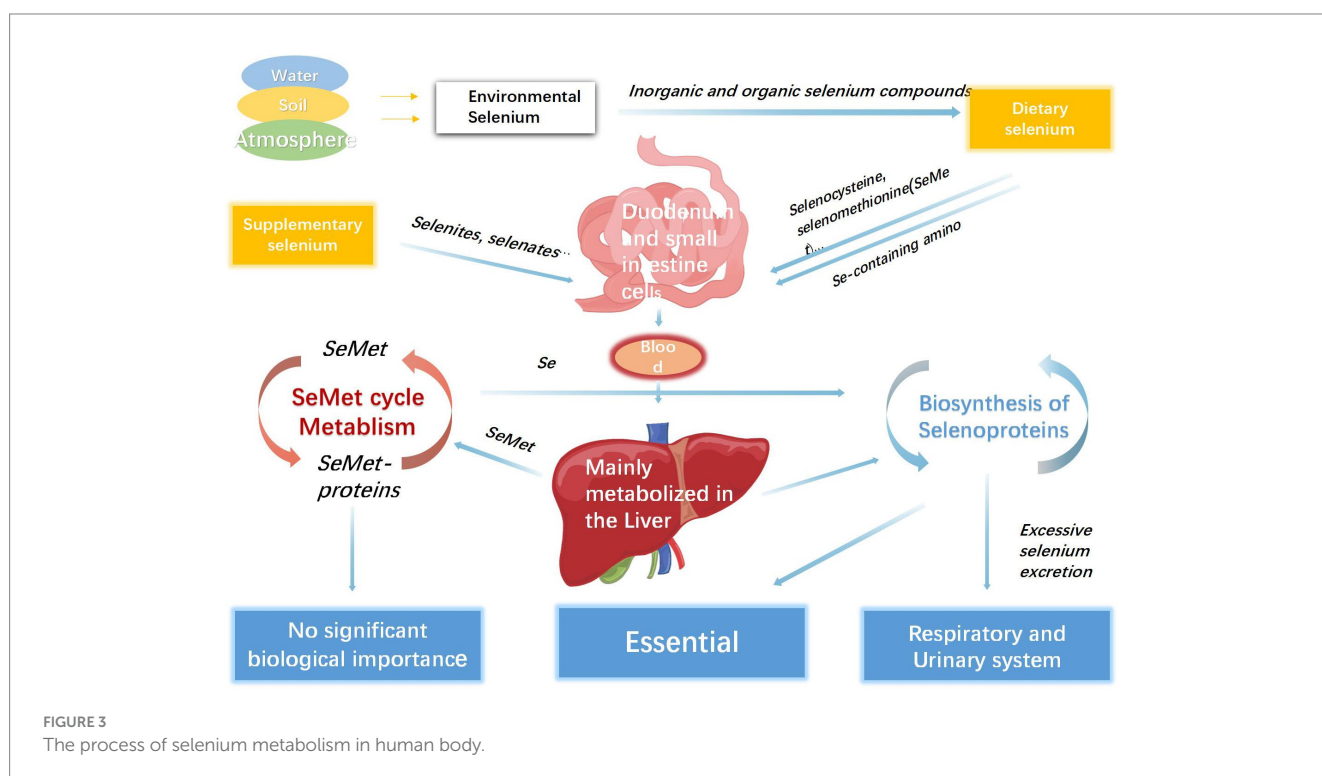 Water
Soil
Atmosphere
Environmental
Selenium
Inorganic and organic selenium compounds
Dietary
selenium
Supplementary
selenium
Selenites, selenates…
Duodenum
and small
intestine
cells
Selenocysteine,
selenomethionine(SeMe
t)…
Se-containing amino
Bloo
d
SeMet
SeMet cycle
Metablism
SeMet-
proteins
Se
SeMet
Mainly
metabolized in
the Liver
Biosynthesis of
Selenoproteins
Excessive
selenium
excretion
No significant
biological importance
Essential
Respiratory and
Urinary system
FIGURE 3
The process of selenium metabolism in human body.